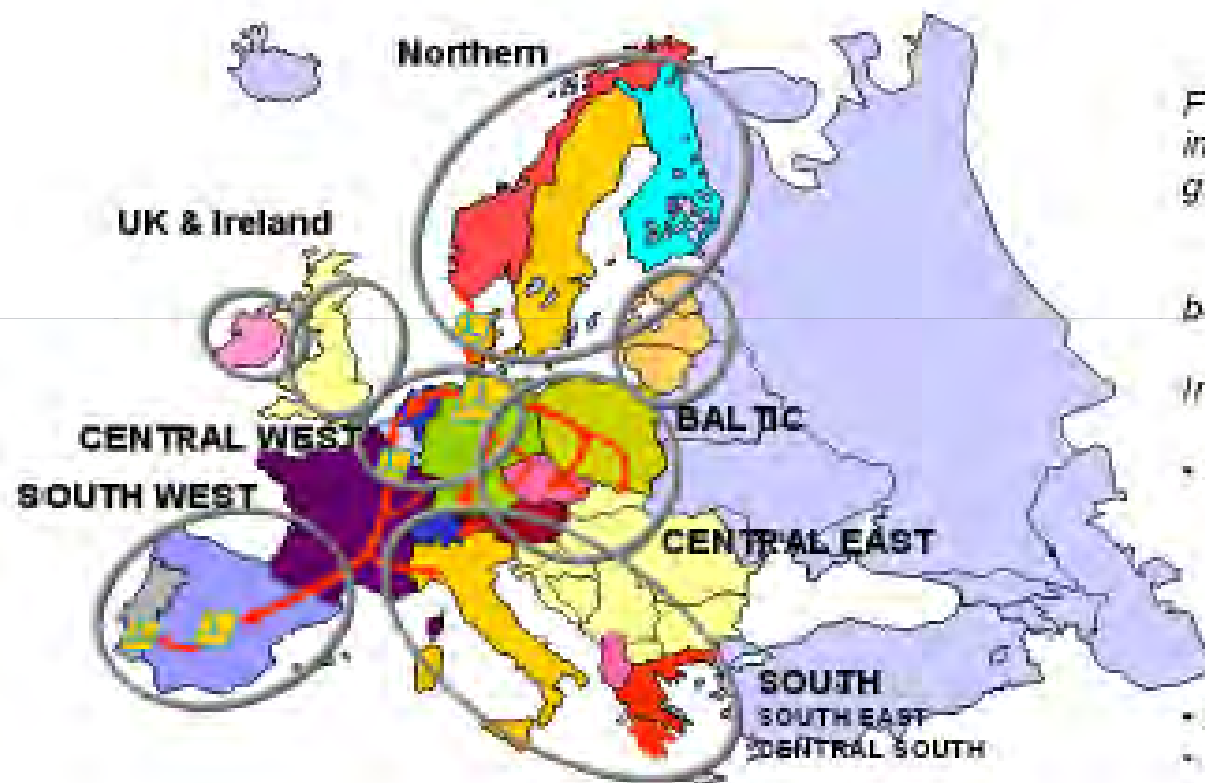 Northern
UK & Ireland
CENTRAL WEST
BALTIC
SOUTH WEST
CENTRAL EAST
SOUTH
SOUTH EAST
CENTRAL SOUTH